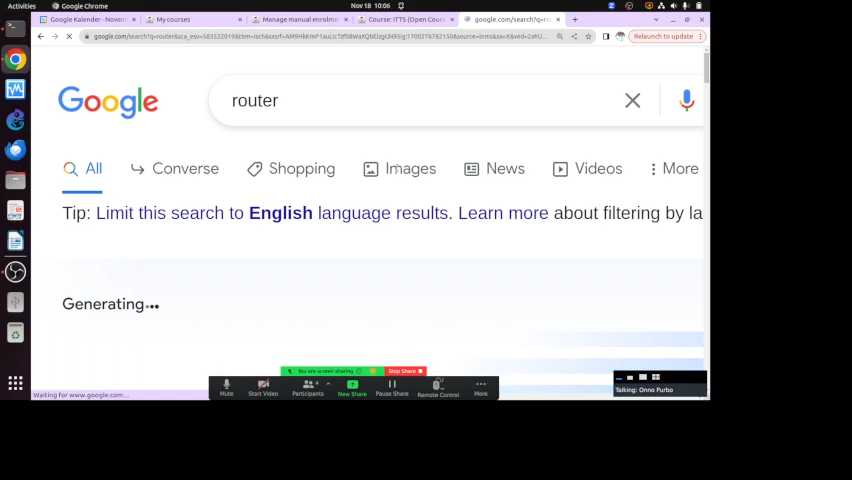 Activities
Google Chrome
Nov 18 10:06
Google Kalender - Novem
My courses
Manage manual enrolme
Course: ITTS (Open Cours
google.com/search?q=ro
Relaunch to update
Google
router
All
Converse
Shopping
Images
News
Videos
More
Tip: Limit this search to English language results. Learn more about filtering by la
Generating...
You are screen sharing
Stop Share
Mute
Start Video
Participants
4
New Share
Pause Share
Remote Control
More
Talking: Onno Purbo
Waiting for www.google.com...